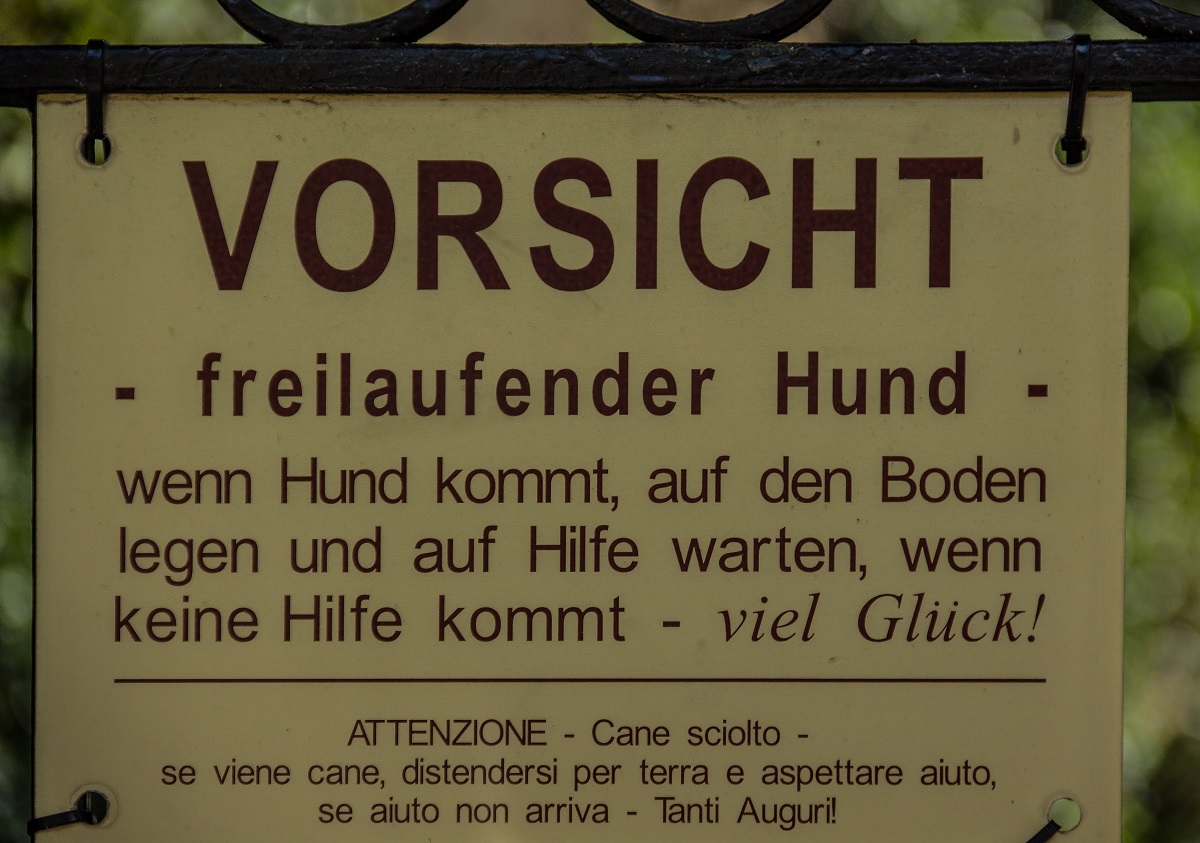 VORSICHT
- freilaufender Hund -
wenn Hund kommt, auf den Boden
legen und auf Hilfe warten, wenn
keine Hilfe kommt - viel Glück!
ATTENZIONE - Cane sciolto -
se viene cane, distendersi per terra e aspettare aiuto,
se aiuto non arriva - Tanti Auguri!